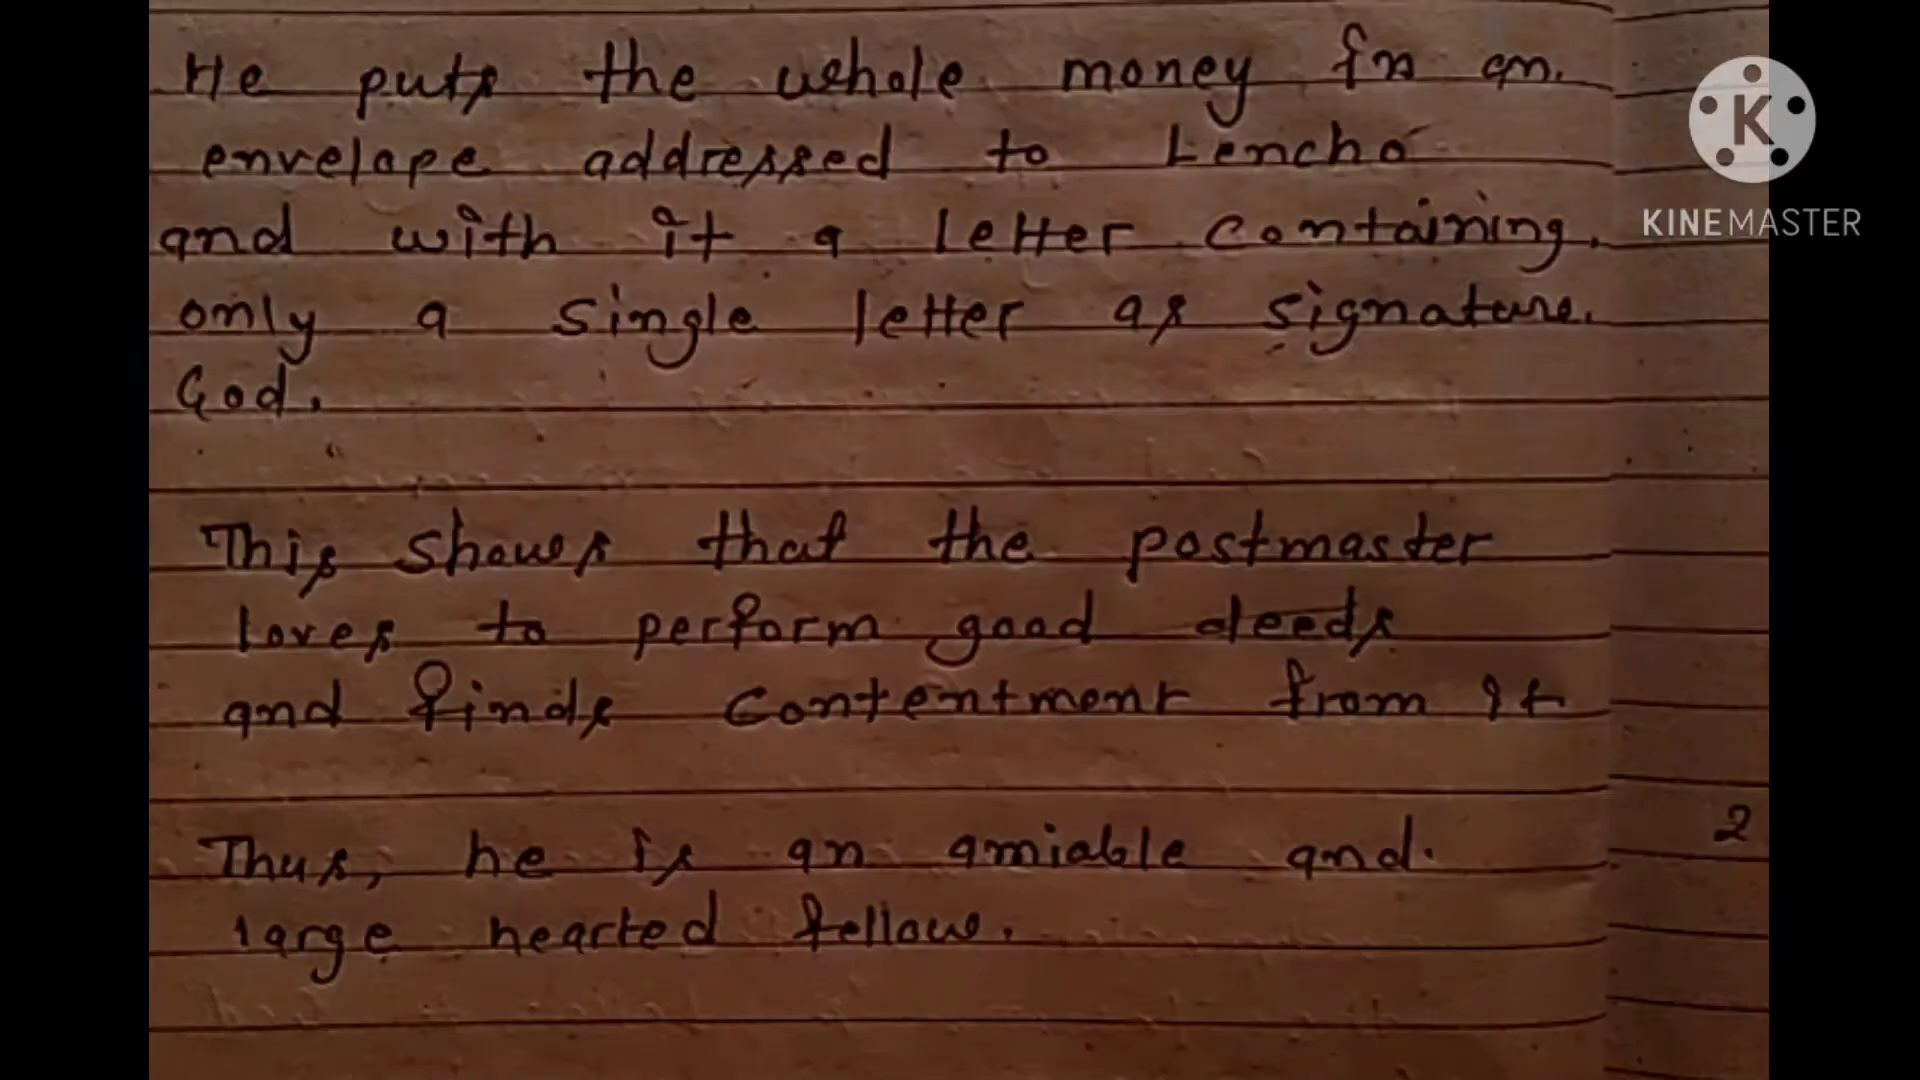 He puts the whole money in an
envelope addressed to Lencho
and with it a letter containing
only a single letter as signature.
God.
This shows that the postmaster
loves to perform good deeds
and finds contentment from it
Thus, he is an amiable and
large hearted fellow.
2
K
KINEMASTER